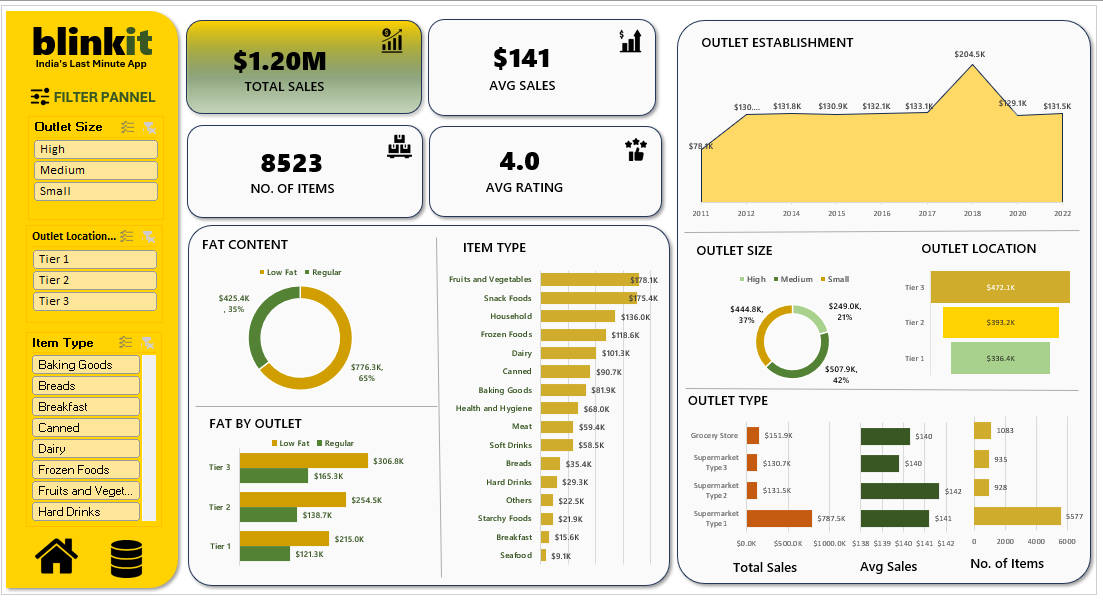 blinkit
India's Last Minute App
FILTER PANNEL
Outlet Size
High
Medium
Small
Outlet Location...
Tier 1
Tier 2
Tier 3
Item Type
Baking Goods
Breads
Breakfast
Canned
Dairy
Frozen Foods
Fruits and Veget...
Hard Drinks
$1.20M
TOTAL SALES
$141
AVG SALES
8523
NO. OF ITEMS
4.0
AVG RATING
FAT CONTENT
Low Fat Regular
$425.4K
, 35%
$776.3K,
65%
FAT BY OUTLET
Low Fat Regular
Tier 3 $306.8K
$165.3K
Tier 2 $254.5K
$138.7K
Tier 1 $215.0K
$121.3K
ITEM TYPE
Fruits and Vegetables $178.1K
Snack Foods $175.4K
Household $136.0K
Frozen Foods $118.6K
Dairy $101.3K
Canned $90.7K
Baking Goods $81.9K
Health and Hygiene $68.0K
Meat $59.4K
Soft Drinks $58.5K
Breads $35.4K
Hard Drinks $29.3K
Others $22.5K
Starchy Foods $21.9K
Breakfast $15.6K
Seafood $9.1K
OUTLET ESTABLISHMENT
$78.1K $130.... $131.8K $130.9K $132.1K $133.1K $204.5K $129.1K $131.5K
2011 2012 2014 2015 2016 2017 2018 2020 2022
OUTLET SIZE
High Medium Small
$444.8K,
37%
$249.0K,
21%
$507.9K,
42%
OUTLET LOCATION
Tier 3 $472.1K
Tier 2 $393.2K
Tier 1 $336.4K
OUTLET TYPE
Grocery Store $151.9K $140 1083
Supermarket
Type3 $130.7K $140 935
Supermarket
Type2 $131.5K $142 928
Supermarket
Type1 $787.5K $141 5577
$0.0K $500.0K $1000.0K $138 $139 $140 $141 $142 0 2000 4000 6000
Total Sales Avg Sales No. of Items